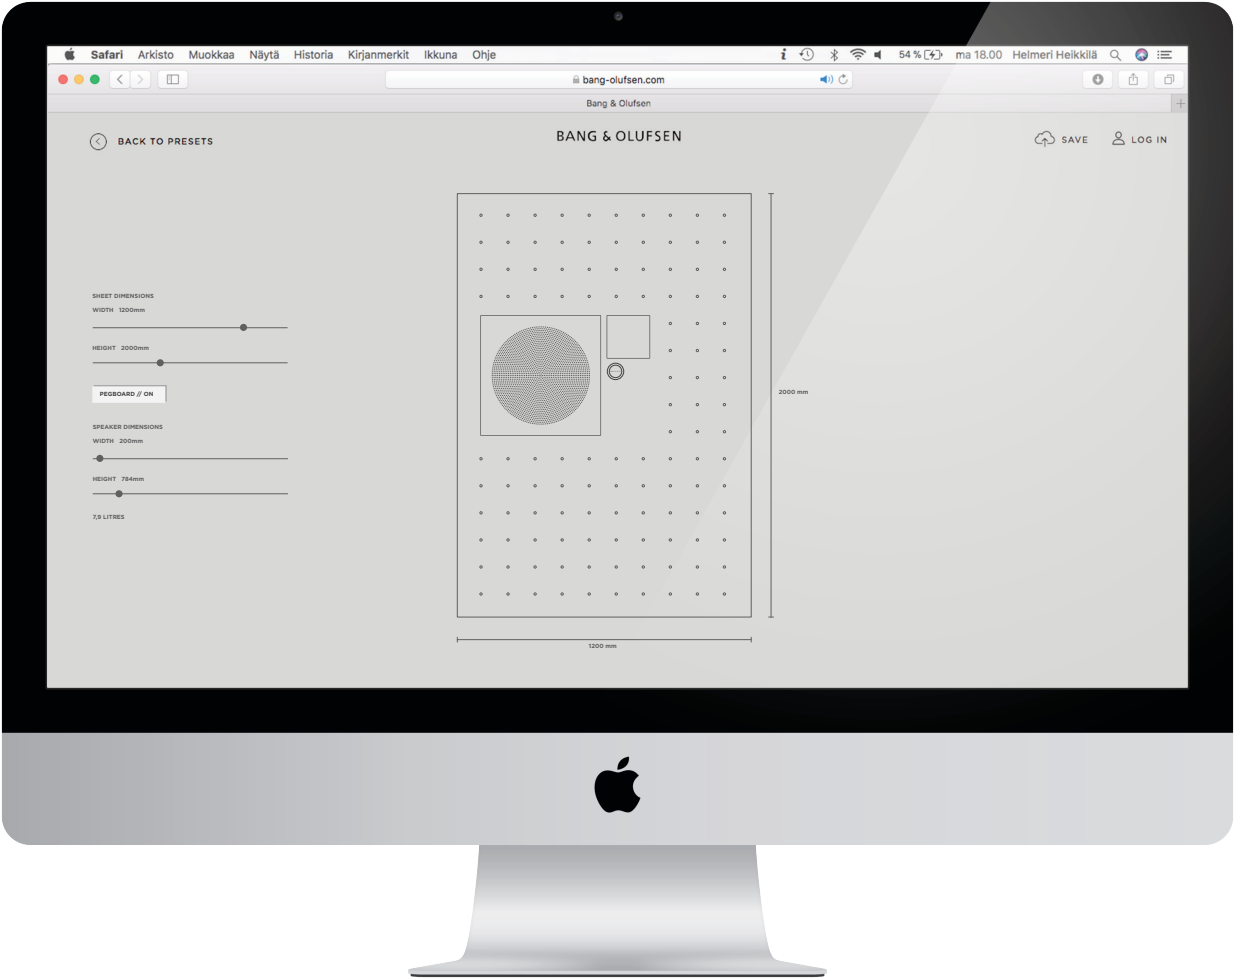 Safari Arkisto Muokkaa Näytä Historia Kirjanmerkit Ikkuna Ohje
54 % ma 18.00 Helmeri Heikkilä
bang-olufsen.com
Bang & Olufsen
BACK TO PRESETS
BANG & OLUFSEN
SAVE
LOG IN
SHEET DIMENSIONS
WIDTH 1200mm
HEIGHT 2000mm
PEGBOARD // ON
SPEAKER DIMENSIONS
WIDTH 200mm
HEIGHT 784mm
7,9 LITRES
2000 mm
1200 mm